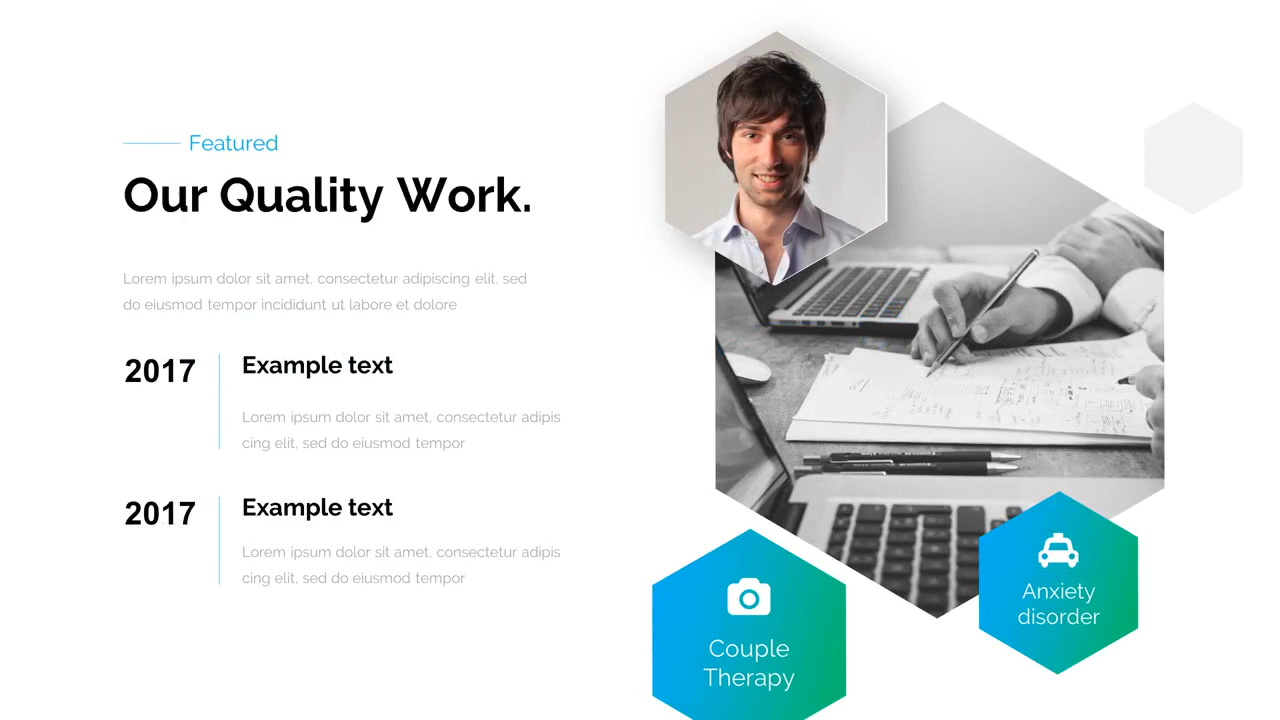 Featured
Our Quality Work.
Lorem ipsum dolor sit amet, consectetur adipiscing elit, sed
do eiusmod tempor incididunt ut labore et dolore
2017
Example text
Lorem ipsum dolor sit amet, consectetur adipis
cing elit, sed do eiusmod tempor
2017
Example text
Lorem ipsum dolor sit amet, consectetur adipis
cing elit, sed do eiusmod tempor
Couple
Therapy
Anxiety
disorder